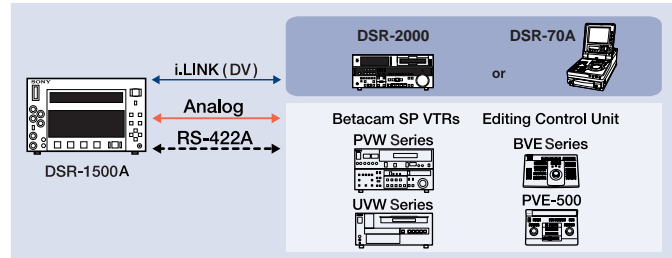 DSR-2000
DSR-70A
or
i.LINK (DV)
SONY
Analog
RS-422A
DSR-1500A
Betacam SP VTRs
Editing Control Unit
PVW Series
BVE Series
UVW Series
PVE-500